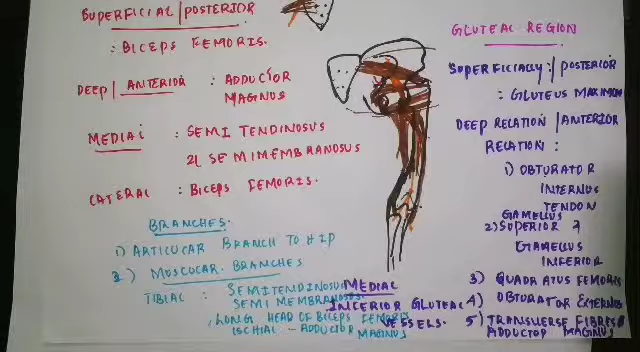 SUPERFICIAL | POSTERIOR
: BICEPS FEMORIS.
DEEP | ANTERIOR : ADDUCTOR
MAGNUS
MEDIAL : SEMI TENDINOSUS
2L SEMIMEMBRANOSUS
LATERAL : BICEPS FEMORIS.
BRANCHES.
1) ARTICULAR BRANCH TO HIP
2) MUSCULAR BRANCHES
TIBIAL : SEMITENDINOSUS
SEMI MEMBRANOSUS.
LONG HEAD OF BICEPS FEMORIS
ISCHIAL - ADDUCTOR
MAGNUS
GLUTEAL REGION
SUPERFICIALLY: | POSTERIOR
: GLUTEUS MAXIMUM
DEEP RELATION | ANTERIOR
RELATION :
1) OBTURATOR
INTERNUS
TENDON
GAMELLUS
2) SUPERIOR 7
GAMELLUS
INFERIOR
3) QUADRATUS FEMORIS
4) OBTURATOR EXTERNUS
5) TRANSVERSE FIBRES
ADDUCTOR MAGNUS
MEDIAL
INFERIOR GLUTEAL
VESSELS.